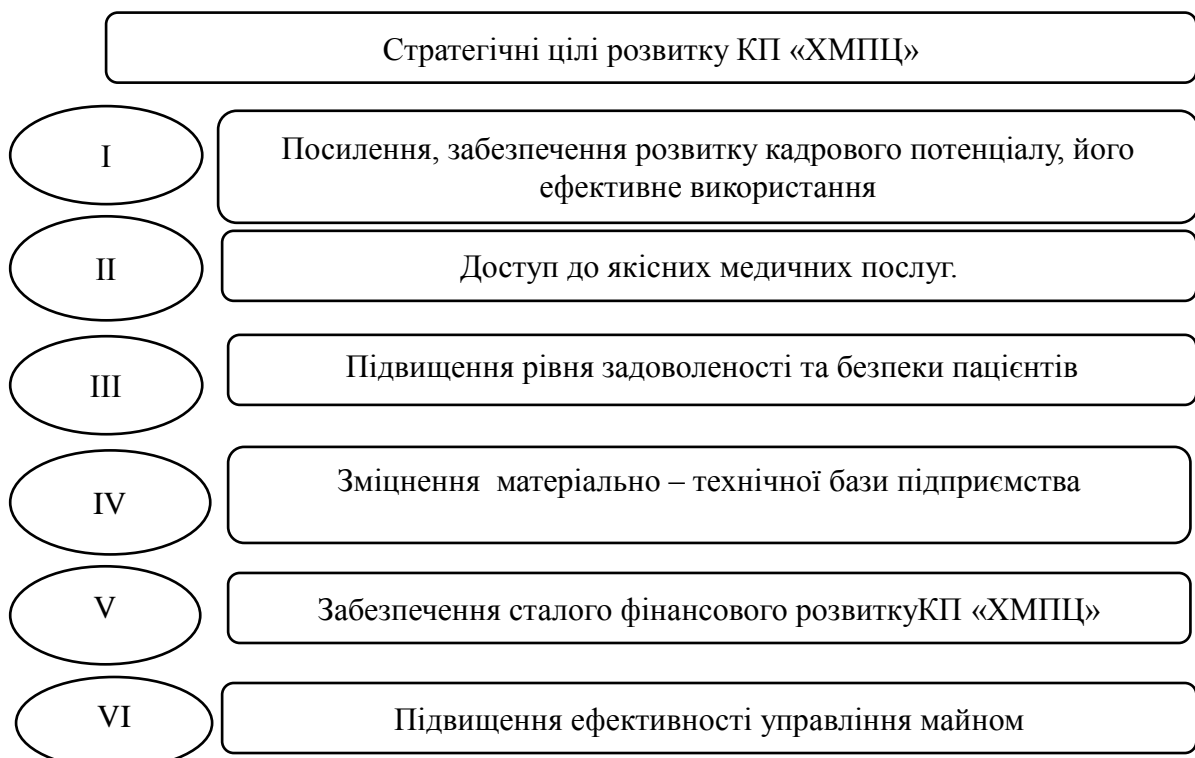 Стратегічні цілі розвитку КП «ХМПЦ»
I
Посилення, забезпечення розвитку кадрового потенціалу, його
ефективне використання
II
Доступ до якісних медичних послуг.
III
Підвищення рівня задоволеності та безпеки пацієнтів
IV
Зміцнення матеріально – технічної бази підприємства
V
Забезпечення сталого фінансового розвиткуКП «ХМПЦ»
VI
Підвищення ефективності управління майном